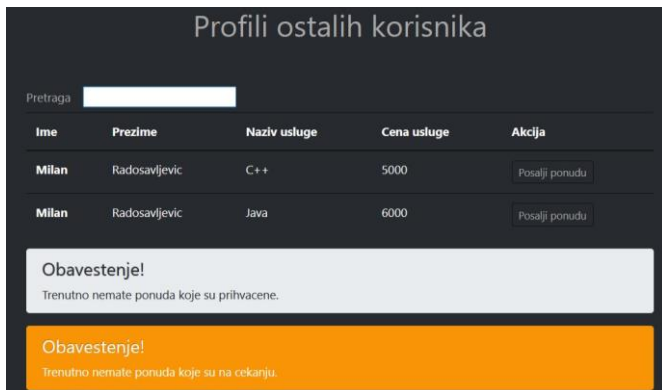 Profili ostalih korisnika
Pretraga
Ime Prezime Naziv usluge Cena usluge Akcija
Milan Radosavljevic C++ 5000 Posalji ponudu
Milan Radosavljevic Java 6000 Posalji ponudu
Obavestenje!
Trenutno nemate ponuda koje su prihvacene.
Obavestenje!
Trenutno nemate ponuda koje su na cekanju.